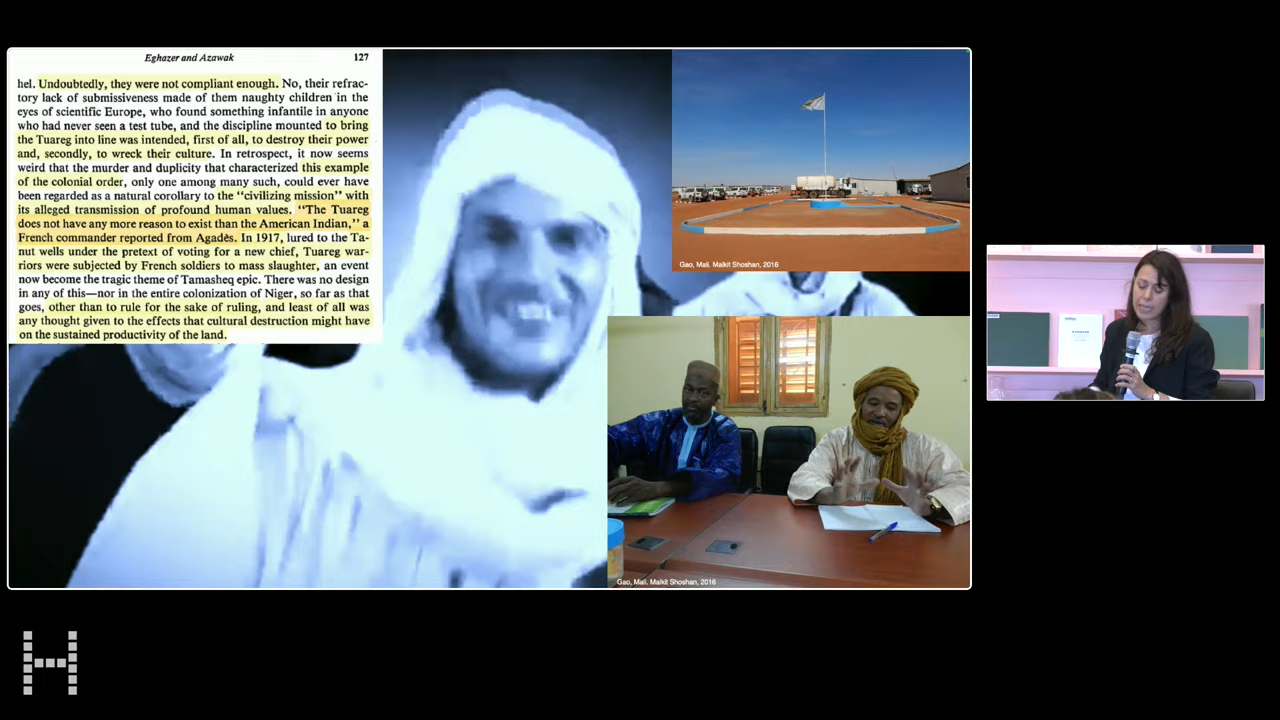 Eghazer and Azawak 127
hel. Undoubtedly, they were not compliant enough. No, their refrac-
tory lack of submissiveness made of them naughty children in the
eyes of scientific Europe, who found something infantile in anyone
who had never seen a test tube, and the discipline mounted to bring
the Tuareg into line was intended, first of all, to destroy their power
and, secondly, to wreck their culture. In retrospect, it now seems
weird that the murder and duplicity that characterized this example
of the colonial order, only one among many such, could ever have
been regarded as a natural corollary to the “civilizing mission” with
its alleged transmission of profound human values. “The Tuareg
does not have any more reason to exist than the American Indian,” a
French commander reported from Agadès. In 1917, lured to the Ta-
nut wells under the pretext of voting for a new chief, Tuareg war-
riors were subjected by French soldiers to mass slaughter, an event
now become the tragic theme of Tamasheq epic. There was no design
in any of this—nor in the entire colonization of Niger, so far as that
goes, other than to rule for the sake of ruling, and least of all was
any thought given to the effects that cultural destruction might have
on the sustained productivity of the land.
Gao, Mali. Malkit Shoshan, 2016
Gao, Mali. Malkit Shoshan, 2016
H